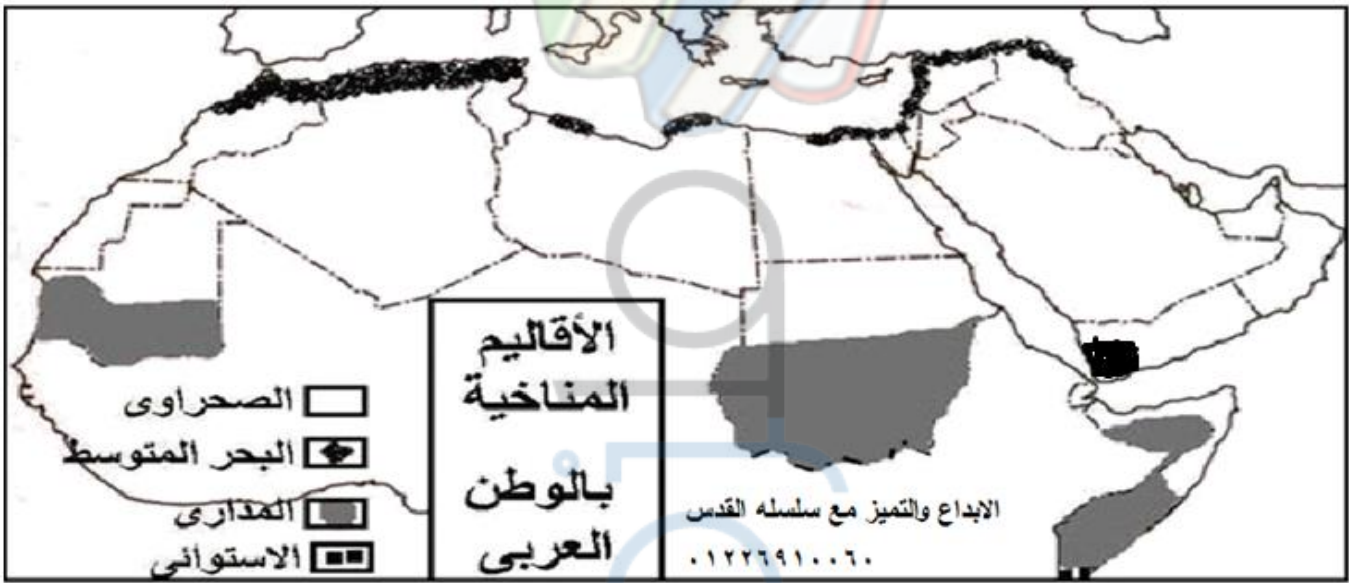 الأقاليم
المناخية
بالوطن
العربى
الصحراوى
البحر المتوسط
المدارى
الاستوائى
الابداع والتميز مع سلسله القدس
٠١٢٢٦٩١٠٠٦٠